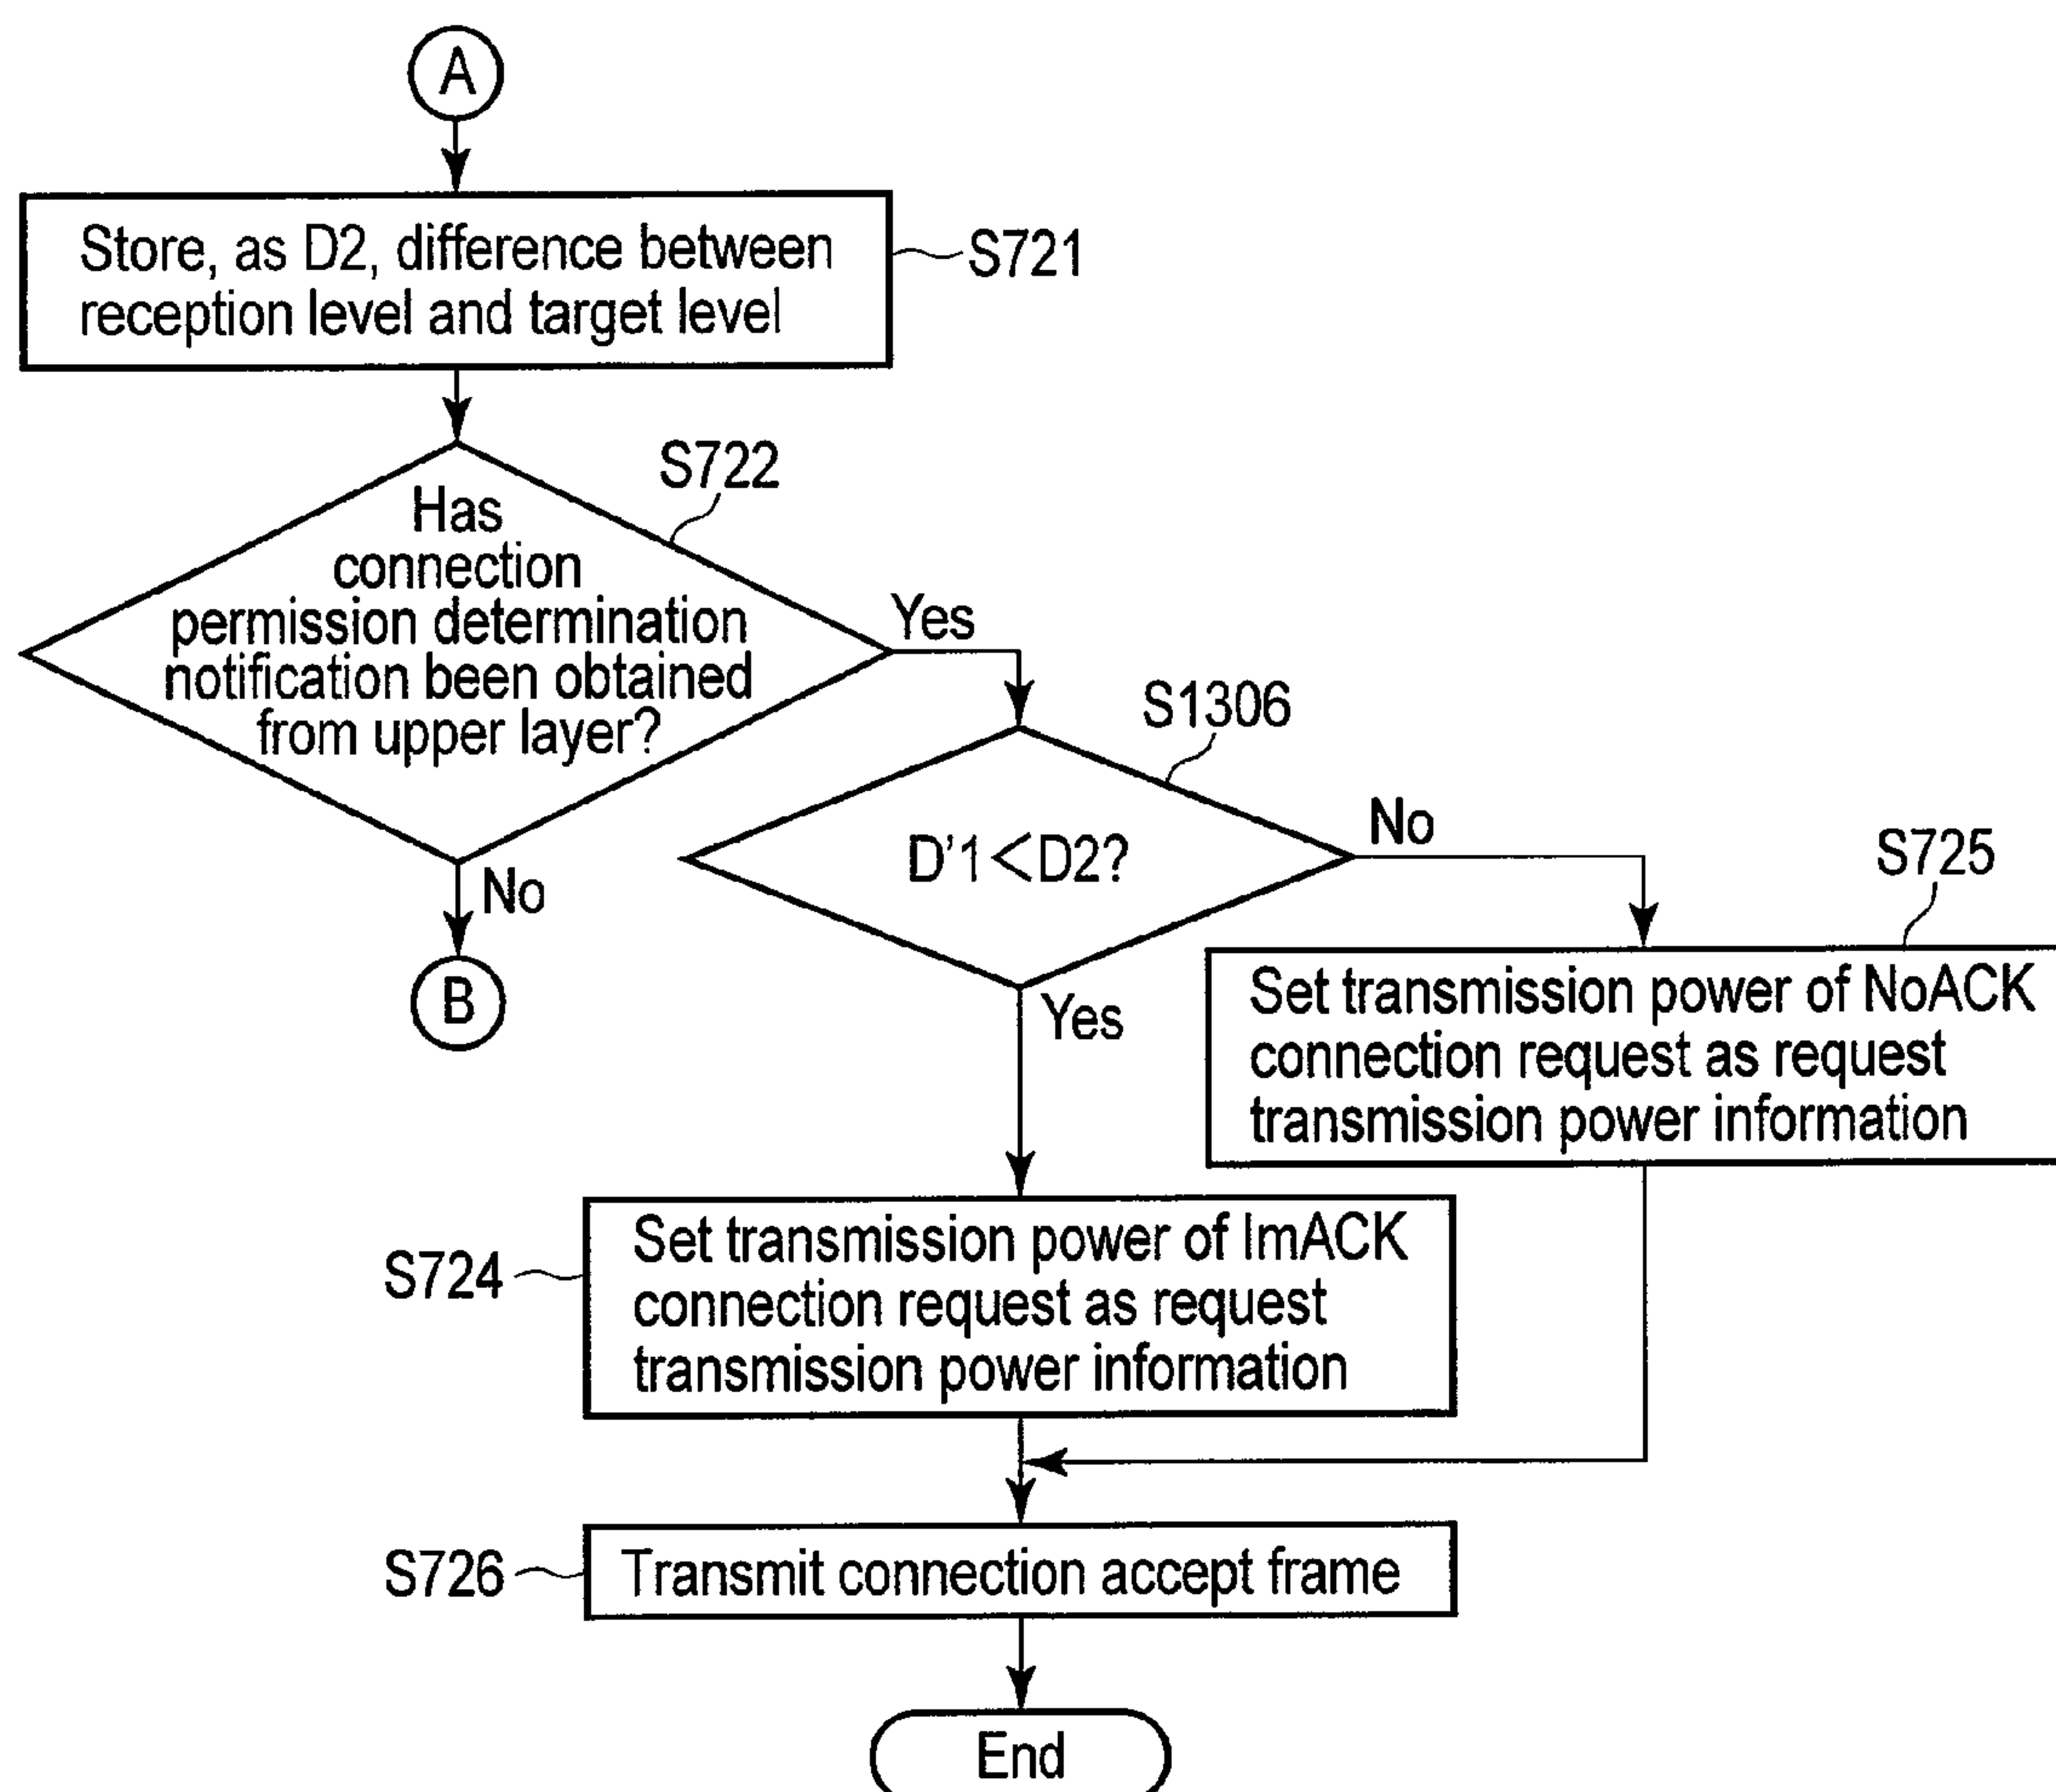 A
Store, as D2, difference between
reception level and target level
S721
S722
Has
connection
permission determination
notification been obtained
from upper layer?
Yes
No
B
S1306
D'1<D2?
No
Yes
S725
Set transmission power of NoACK
connection request as request
transmission power information
S724
Set transmission power of ImACK
connection request as request
transmission power information
S726
Transmit connection accept frame
End